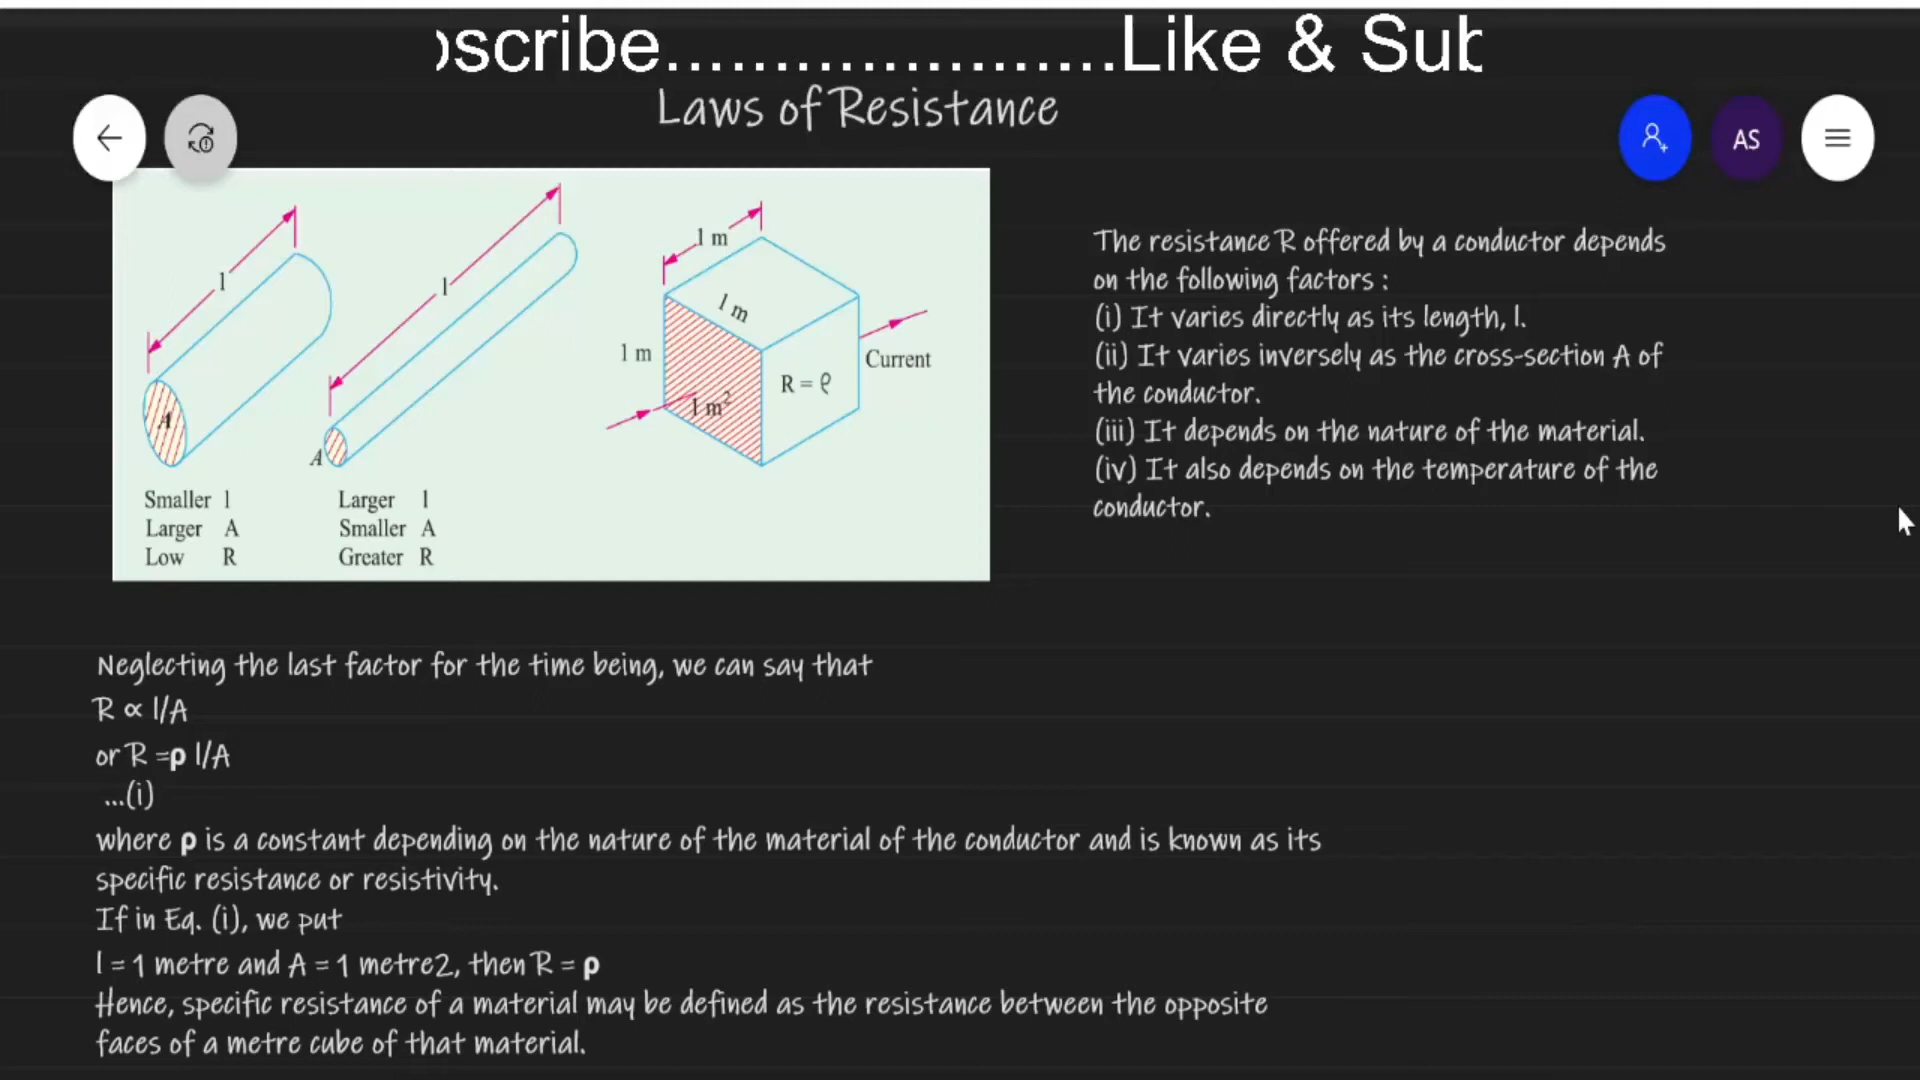 scribe.....................Like & Sub
Laws of Resistance
AS
l
l
1 m
1 m
1 m
1 m²
R = ρ
Current
A
A
Smaller l
Larger A
Low R
Larger l
Smaller A
Greater R
The resistance R offered by a conductor depends
on the following factors :
(i) It varies directly as its length, l.
(ii) It varies inversely as the cross-section A of
the conductor.
(iii) It depends on the nature of the material.
(iv) It also depends on the temperature of the
conductor.
Neglecting the last factor for the time being, we can say that
R ∝ l/A
or R =ρ l/A
...(i)
where ρ is a constant depending on the nature of the material of the conductor and is known as its
specific resistance or resistivity.
If in Eq. (i), we put
l = 1 metre and A = 1 metre2, then R = ρ
Hence, specific resistance of a material may be defined as the resistance between the opposite
faces of a metre cube of that material.